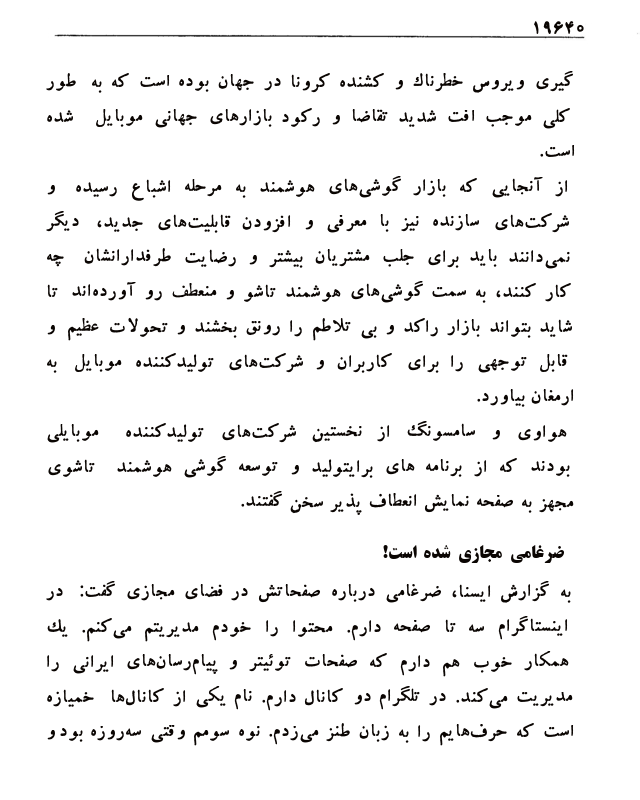 ۱۹۶۴۰
گیری ویروس خطرناك و کشنده کرونا در جهان بوده است که به طور
کلی موجب افت شدید تقاضا و رکود بازارهای جهانی موبایل شده
است.
از آنجایی که بازار گوشی‌های هوشمند به مرحله اشباع رسیده و
شرکت‌های سازنده نیز با معرفی و افزودن قابلیت‌های جدید، دیگر
نمی‌دانند باید برای جلب مشتریان بیشتر و رضایت طرفدارانشان چه
کار کنند، به سمت گوشی‌های هوشمند تاشو و منعطف رو آورده‌اند تا
شاید بتواند بازار راکد و بی تلاطم را رونق بخشند و تحولات عظیم و
قابل توجهی را برای کاربران و شرکت‌های تولیدکننده موبایل به
ارمغان بیاورد.
هواوی و سامسونگ از نخستین شرکت‌های تولیدکننده موبایلی
بودند که از برنامه های برایتولید و توسعه گوشی هوشمند تاشوی
مجهز به صفحه نمایش انعطاف پذیر سخن گفتند.
ضرغامی مجازی شده است!
به گزارش ایسنا، ضرغامی درباره صفحاتش در فضای مجازی گفت: در
اینستاگرام سه تا صفحه دارم. محتوا را خودم مدیریتم می‌کنم. یك
همکار خوب هم دارم که صفحات توئیتر و پیام‌رسان‌های ایرانی را
مدیریت می‌کند. در تلگرام دو کانال دارم. نام یکی از کانال‌ها خمیازه
است که حرف‌هایم را به زبان طنز می‌زدم. نوه سومم وقتی سه‌روزه بود و